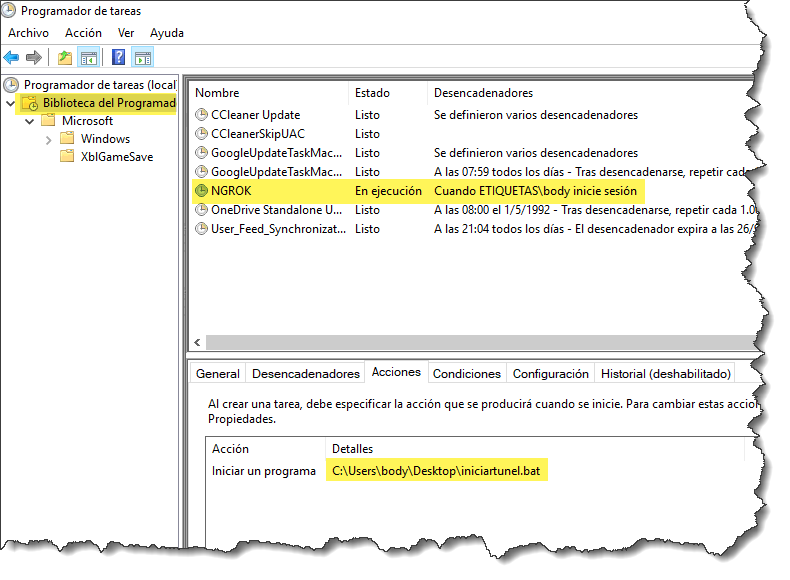 Programador de tareas
Archivo Acción Ver Ayuda
Programador de tareas (local
Biblioteca del Programad
Microsoft
Windows
XblGameSave
Nombre Estado Desencadenadores
CCleaner Update Listo Se definieron varios desencadenadores
CCleanerSkipUAC Listo
GoogleUpdateTaskMac... Listo Se definieron varios desencadenadores
GoogleUpdateTaskMac... Listo A las 07:59 todos los días - Tras desencadenarse, repetir cada
NGROK En ejecución Cuando ETIQUETAS\body inicie sesión
OneDrive Standalone U... Listo A las 08:00 el 1/5/1992 - Tras desencadenarse, repetir cada 1.0
User_Feed_Synchronizat... Listo A las 21:04 todos los días - El desencadenador expira a las 26/
General Desencadenadores Acciones Condiciones Configuración Historial (deshabilitado)
Al crear una tarea, debe especificar la acción que se producirá cuando se inicie. Para cambiar estas accio
Propiedades.
Acción Detalles
Iniciar un programa C:\Users\body\Desktop\iniciartunel.bat